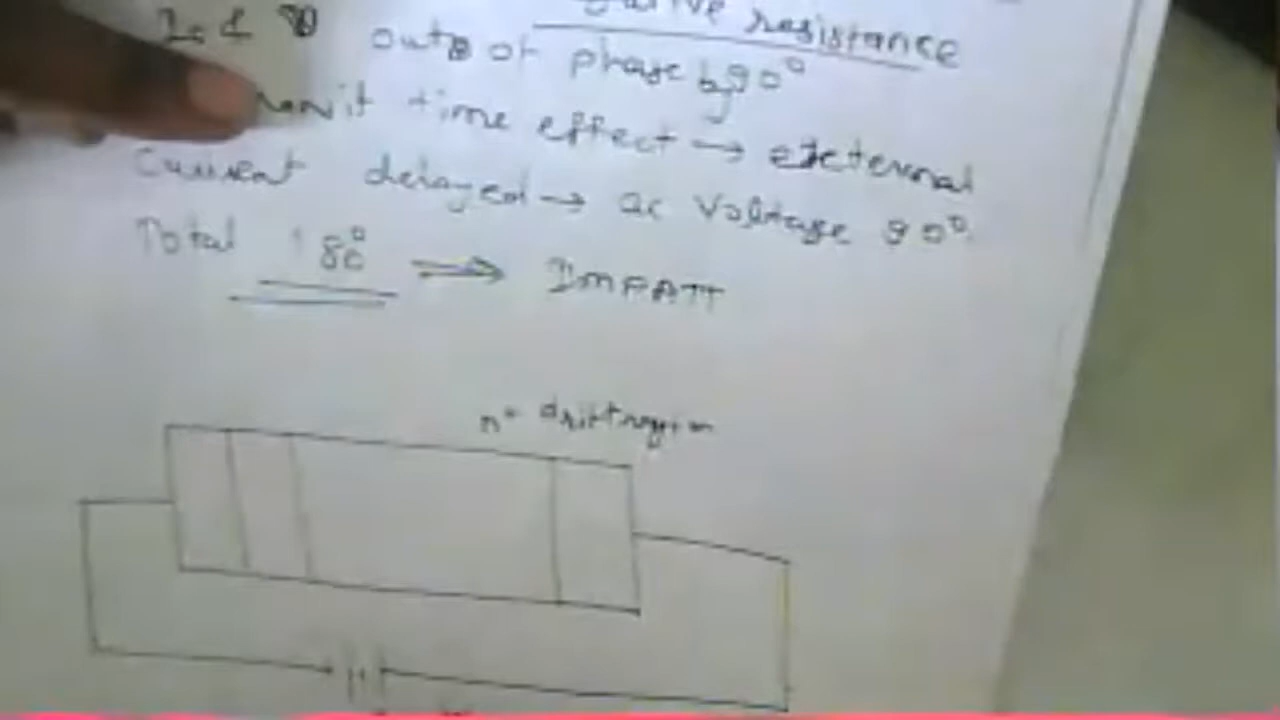 resistance
out of phase by 90°
time effect → external
Current delayed → ac Voltage 90°.
Total 180° ⇒ IMPATT
n+ drift region